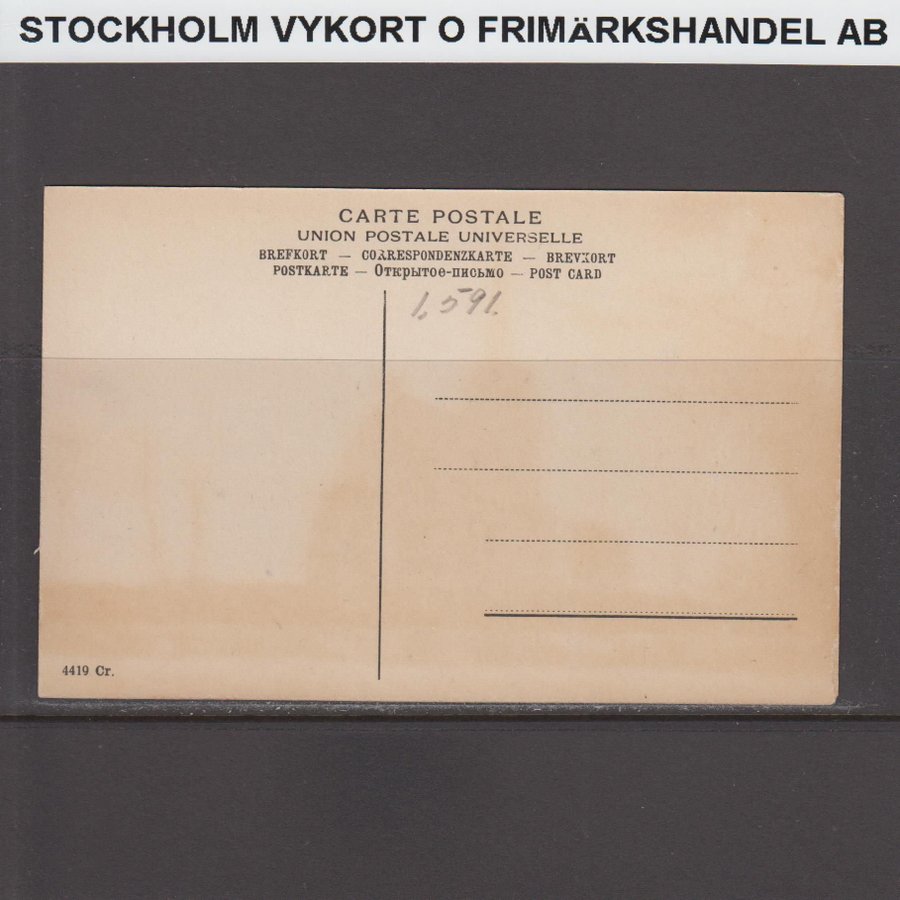 STOCKHOLM VYKORT O FRIMÄRKSHANDEL AB
CARTE POSTALE
UNION POSTALE UNIVERSELLE
BREFKORT — CORRESPONDENZKARTE — BREVKORT
POSTKARTE — Открытое-письмо — POST CARD
1,591.
4419 Cr.